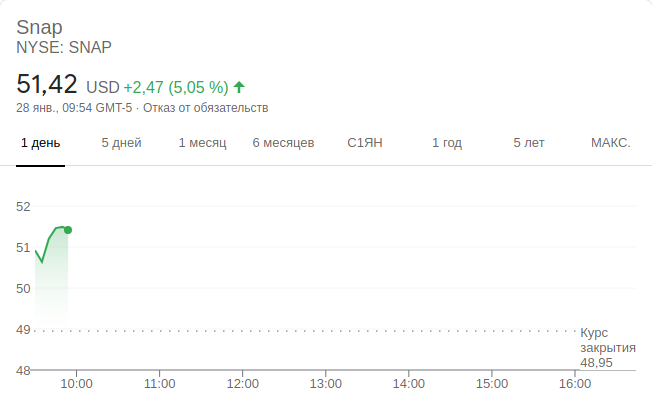 Snap
NYSE: SNAP
51,42 USD +2,47 (5,05 %)
28 янв., 09:54 GMT-5 · Отказ от обязательств
1 день 5 дней 1 месяц 6 месяцев С1ЯН 1 год 5 лет МАКС.
52
51
50
49
Курс
закрытия
48,95
48
10:00 11:00 12:00 13:00 14:00 15:00 16:00